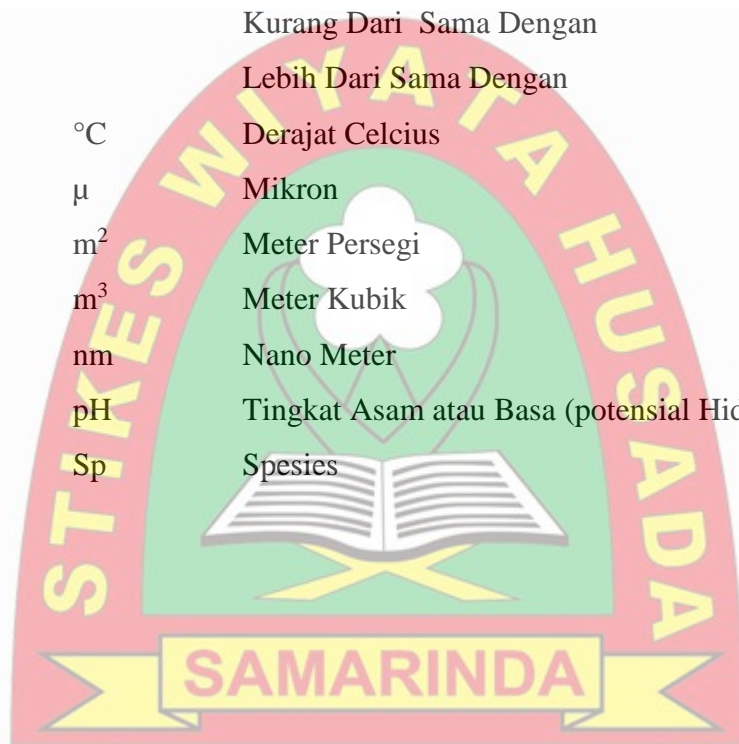 Kurang Dari Sama Dengan
Lebih Dari Sama Dengan
°C Derajat Celcius
µ Mikron
m² Meter Persegi
m³ Meter Kubik
nm Nano Meter
pH Tingkat Asam atau Basa (potensial
Sp Spesies
STIKES WIYATA HUSADA
SAMARINDA